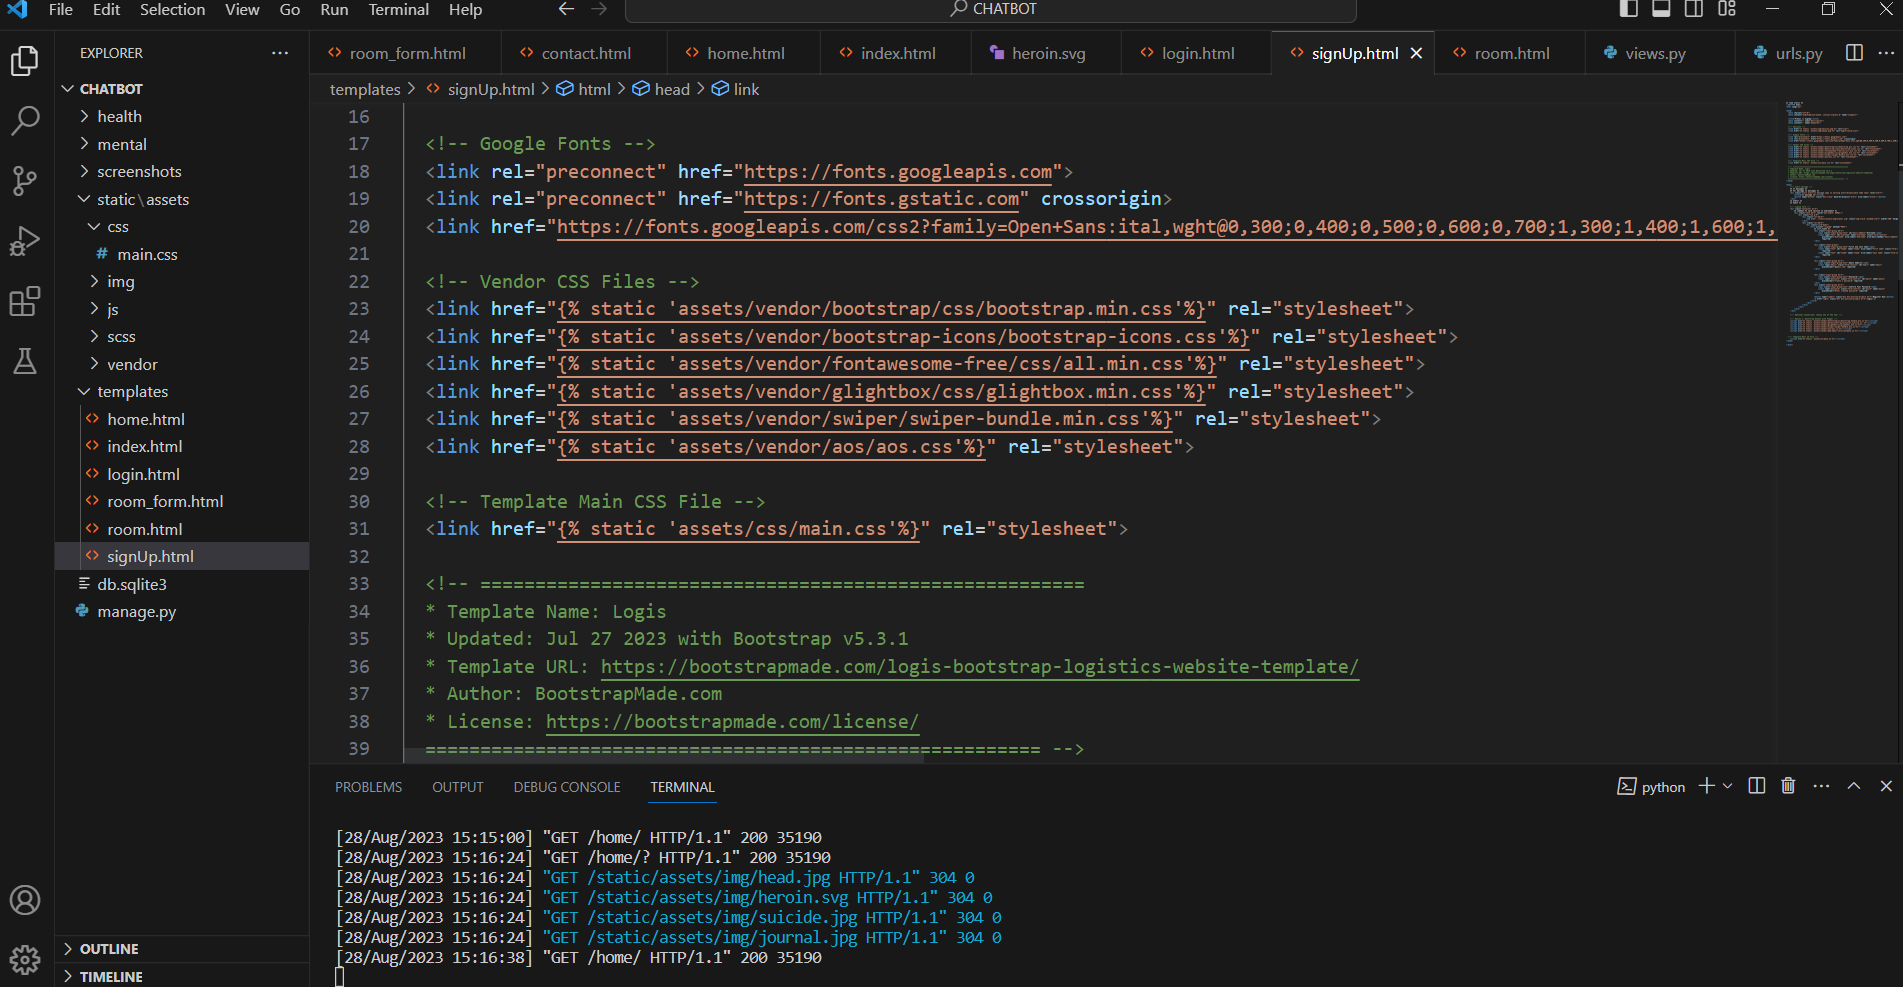 File Edit Selection View Go Run Terminal Help CHATBOT
EXPLORER
CHATBOT
health
mental
screenshots
static\assets
css
# main.css
img
js
scss
vendor
templates
<> home.html
<> index.html
<> login.html
<> room_form.html
<> room.html
<> signUp.html
db.sqlite3
manage.py
OUTLINE
TIMELINE
<> room_form.html <> contact.html <> home.html <> index.html heroin.svg <> login.html <> signUp.html <> room.html views.py urls.py
templates > <> signUp.html > html > head > link
16
17 <!-- Google Fonts -->
18 <link rel="preconnect" href="https://fonts.googleapis.com">
19 <link rel="preconnect" href="https://fonts.gstatic.com" crossorigin>
20 <link href="https://fonts.googleapis.com/css2?family=Open+Sans:ital,wght@0,300;0,400;0,500;0,600;0,700;1,300;1,400;1,600;1,
21
22 <!-- Vendor CSS Files -->
23 <link href="{% static 'assets/vendor/bootstrap/css/bootstrap.min.css'%}" rel="stylesheet">
24 <link href="{% static 'assets/vendor/bootstrap-icons/bootstrap-icons.css'%}" rel="stylesheet">
25 <link href="{% static 'assets/vendor/fontawesome-free/css/all.min.css'%}" rel="stylesheet">
26 <link href="{% static 'assets/vendor/glightbox/css/glightbox.min.css'%}" rel="stylesheet">
27 <link href="{% static 'assets/vendor/swiper/swiper-bundle.min.css'%}" rel="stylesheet">
28 <link href="{% static 'assets/vendor/aos/aos.css'%}" rel="stylesheet">
29
30 <!-- Template Main CSS File -->
31 <link href="{% static 'assets/css/main.css'%}" rel="stylesheet">
32
33 <!-- =======================================================
34 * Template Name: Logis
35 * Updated: Jul 27 2023 with Bootstrap v5.3.1
36 * Template URL: https://bootstrapmade.com/logis-bootstrap-logistics-website-template/
37 * Author: BootstrapMade.com
38 * License: https://bootstrapmade.com/license/
39 ======================================================== -->
PROBLEMS OUTPUT DEBUG CONSOLE TERMINAL python
[28/Aug/2023 15:15:00] "GET /home/ HTTP/1.1" 200 35190
[28/Aug/2023 15:16:24] "GET /home/? HTTP/1.1" 200 35190
[28/Aug/2023 15:16:24] "GET /static/assets/img/head.jpg HTTP/1.1" 304 0
[28/Aug/2023 15:16:24] "GET /static/assets/img/heroin.svg HTTP/1.1" 304 0
[28/Aug/2023 15:16:24] "GET /static/assets/img/suicide.jpg HTTP/1.1" 304 0
[28/Aug/2023 15:16:24] "GET /static/assets/img/journal.jpg HTTP/1.1" 304 0
[28/Aug/2023 15:16:38] "GET /home/ HTTP/1.1" 200 35190